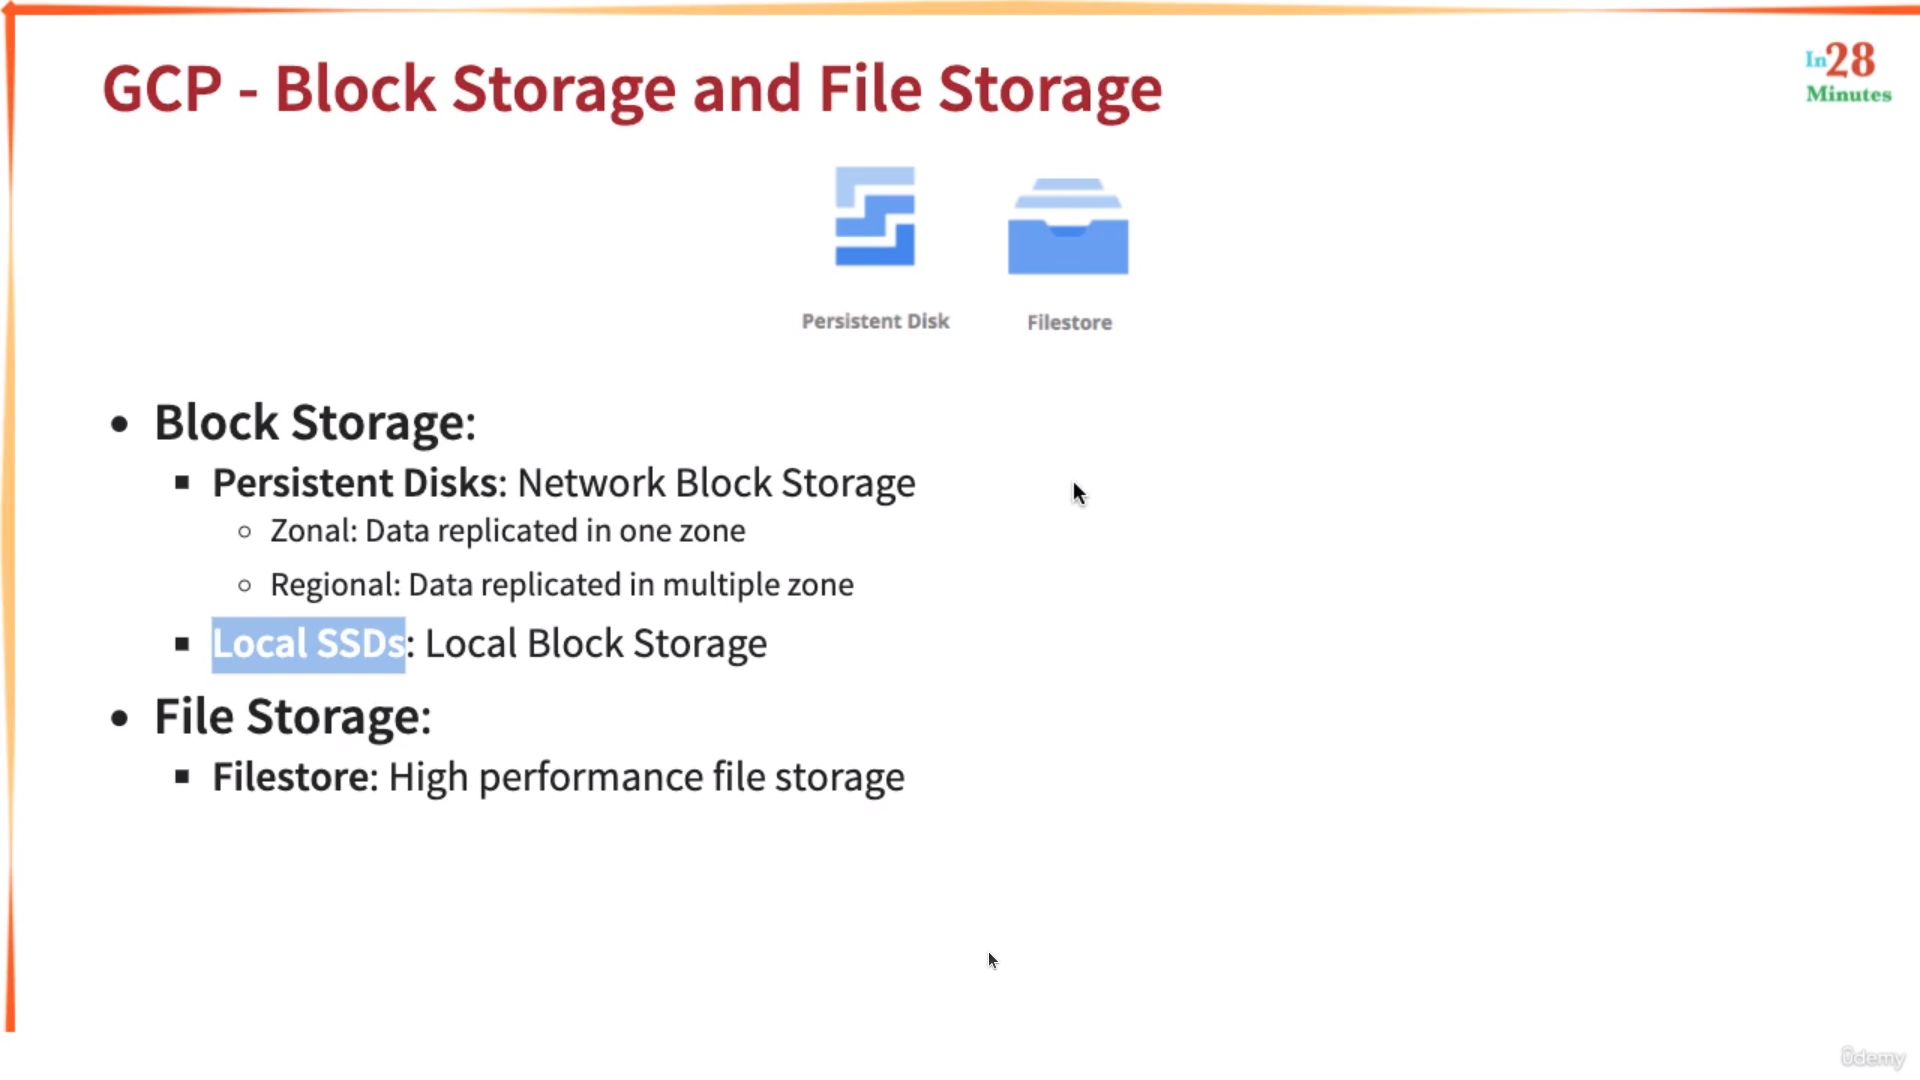 GCP - Block Storage and File Storage
In28
Minutes
Persistent Disk
Filestore
• Block Storage:
▪ Persistent Disks: Network Block Storage
○ Zonal: Data replicated in one zone
○ Regional: Data replicated in multiple zone
▪ Local SSDs: Local Block Storage
• File Storage:
▪ Filestore: High performance file storage
ûdemy